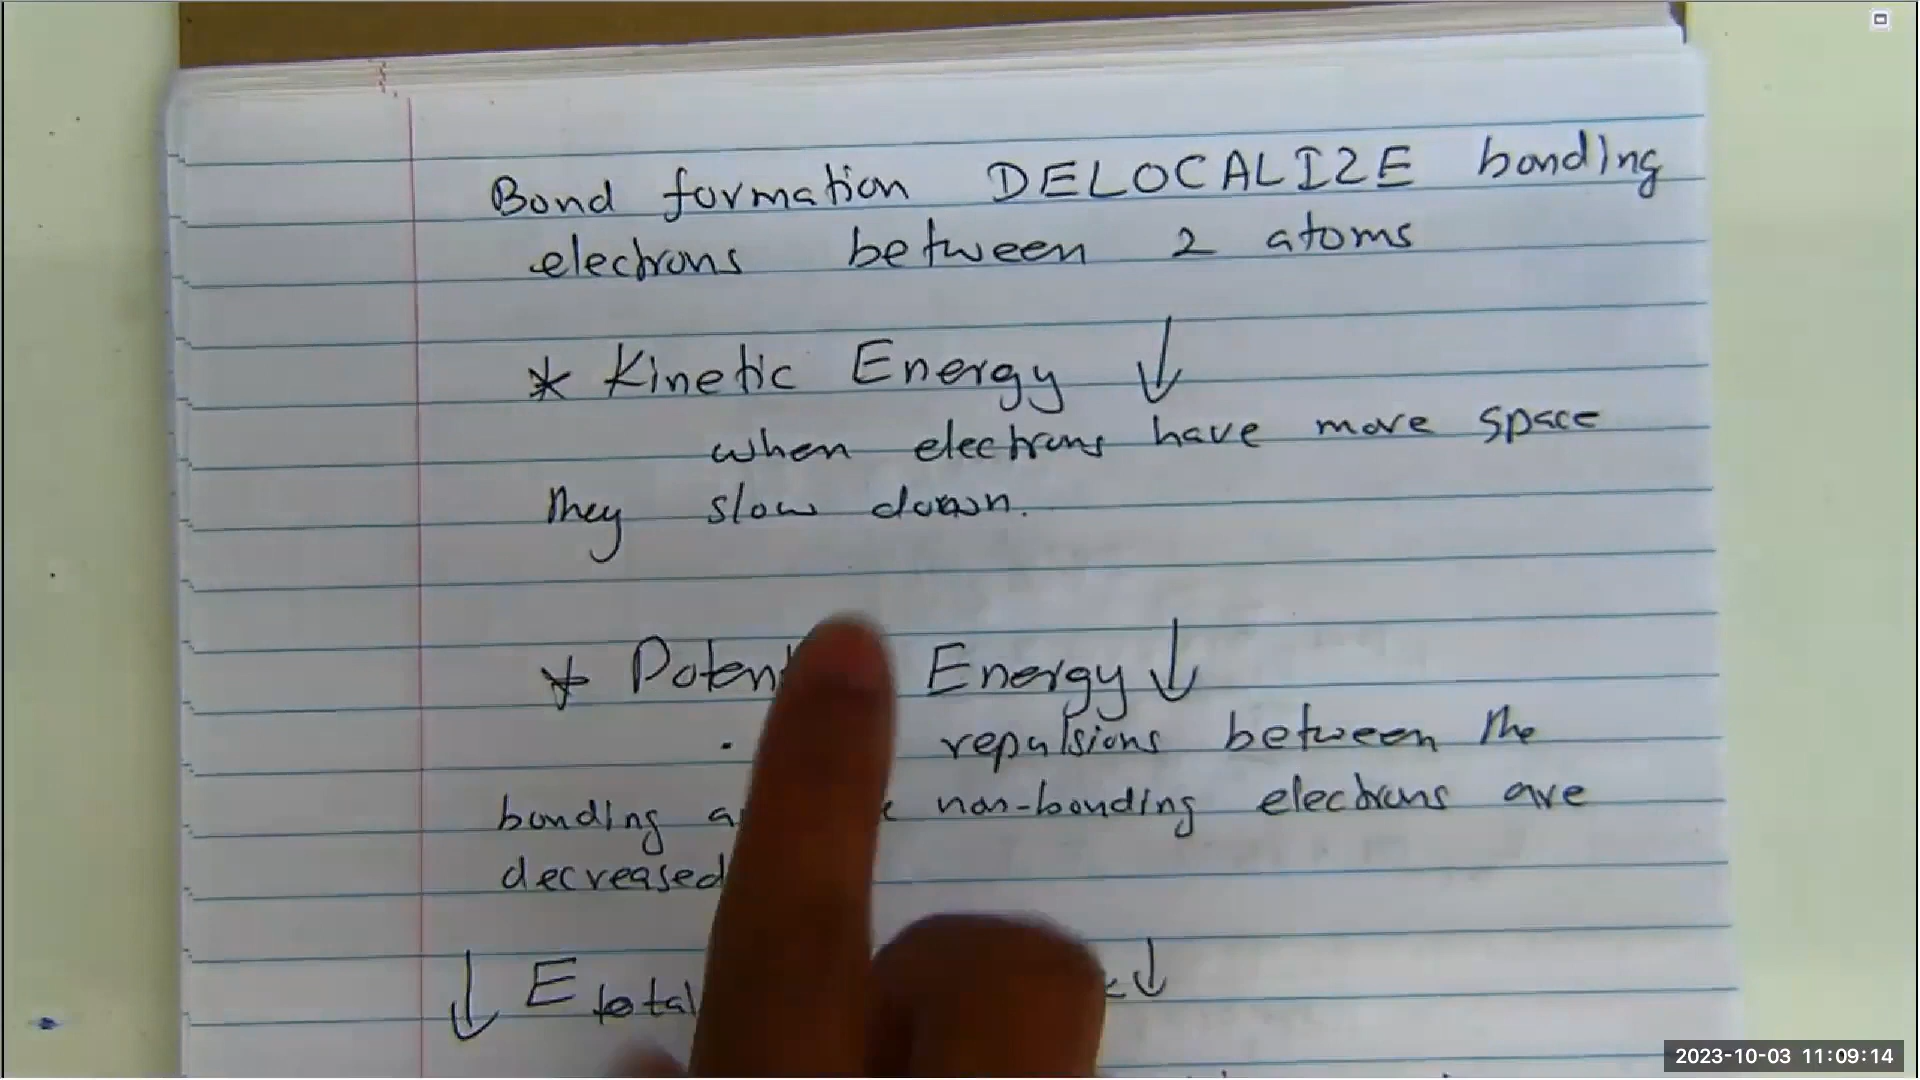 Bond formation DELOCALIZE bonding
electrons between 2 atoms
* Kinetic Energy ↓
when electrons have more space
they slow down.
* Energy ↓
repulsions between the
bonding non-bonding electrons are
decreased
↓ E total ↓
2023-10-03 11:09:14